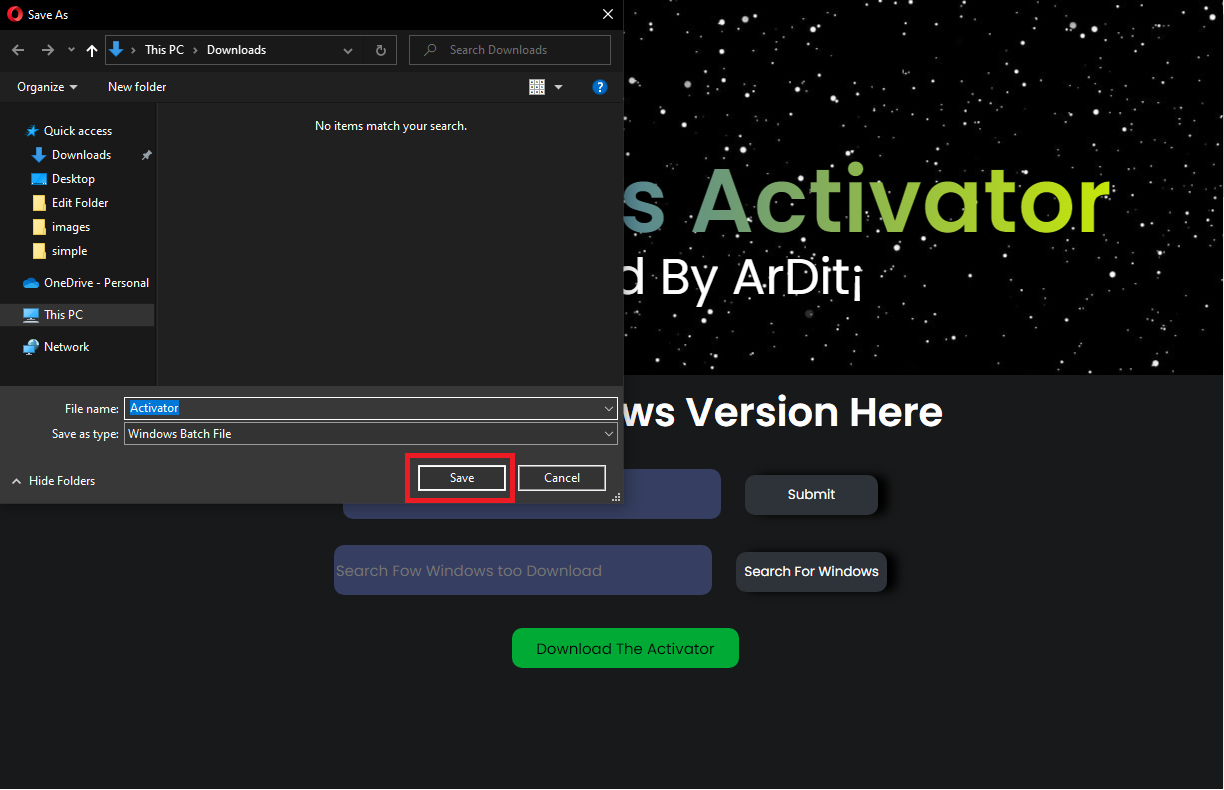 Save As
This PC > Downloads
Search Downloads
Organize
New folder
?
No items match your search.
Quick access
Downloads
Desktop
Edit Folder
images
simple
OneDrive - Personal
This PC
Network
File name: Activator
Save as type: Windows Batch File
Hide Folders
Save
Cancel
s Activator
d By ArDit¡
ws Version Here
Submit
Search Fow Windows too Download
Search For Windows
Download The Activator